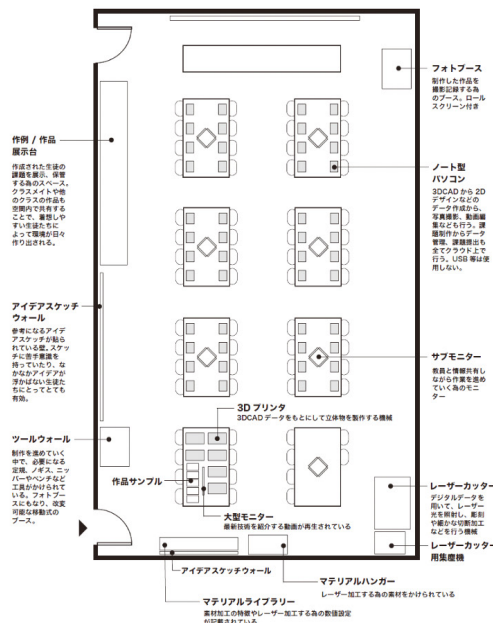 フォトブース
制作した作品を
撮影記録する為
のブース。ロール
スクリーン付き
作例 / 作品
展示台
作成された生徒の
課題を展示、保管
する為のスペース。
クラスメイトや他
のクラスの作品も
空間内で共有する
ことで、着想しや
すい生徒たちに
よって環境が日々
作り出される。
ノート型
パソコン
3DCAD から 2D
デザインなどの
データ作成から、
写真撮影、動画編
集なども行う。課
題制作からデータ
管理、課題提出も
全てクラウド上で
行う。USB 等は使
用しない。
アイデアスケッチ
ウォール
参考になるアイデ
アスケッチが貼ら
れている壁。スケッ
チに苦手意識を
持っていたり、な
かなかアイデアが
浮かばない生徒た
ちにとってとても
有効。
サブモニター
教員と情報共有しな
がら作業を進め
ていく為のモニ
ター
ツールウォール
制作を進めていく
中で、必要になる
定規、ノギス、ニッ
パーやペンチなど
工具がかけられて
いる。フォトブー
スにもなり、改変
可能な移動式の
ブース。
3D プリンタ
3DCAD データをもとにして立体物を製作する機械
作品サンプル
大型モニター
最新技術を紹介する動画が再生されている
レーザーカッター
デジタルデータを
用いて、レーザー
光を照射し、彫刻
や細かな切断加工
などを行う機械
レーザーカッター
用集塵機
アイデアスケッチウォール
マテリアルハンガー
レーザー加工する為の素材をかけられている
マテリアルライブラリー
素材加工の特徴やレーザー加工する為の数値設定
が記載されている